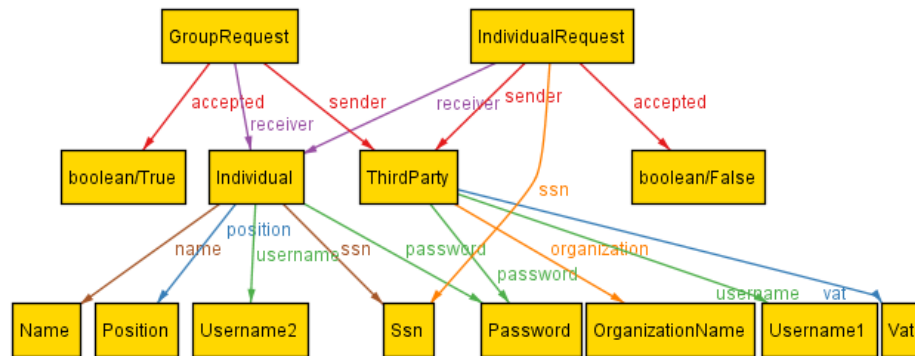 GroupRequest
IndividualRequest
accepted
receiver
sender
receiver
sender
accepted
boolean/True
Individual
ThirdParty
boolean/False
ssn
name
position
username
ssn
password
password
organization
username
vat
Name
Position
Username2
Ssn
Password
OrganizationName
Username1
Vat